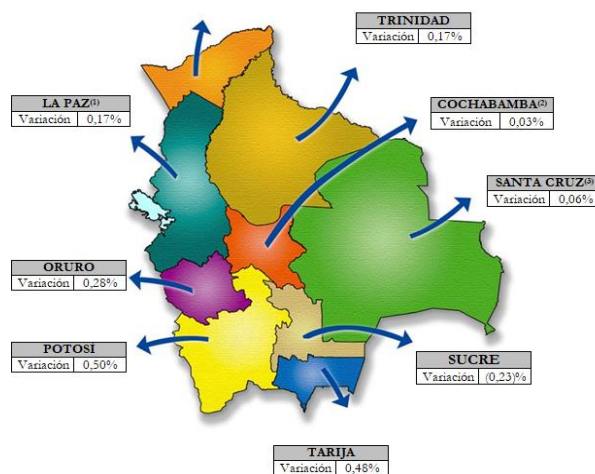 TRINIDAD
Variación 0,17%
LA PAZ(1)
Variación 0,17%
COCHABAMBA(2)
Variación 0,03%
SANTA CRUZ(3)
Variación 0,06%
ORURO
Variación 0,28%
POTOSÍ
Variación 0,50%
SUCRE
Variación (0,23)%
TARIJA
Variación 0,48%